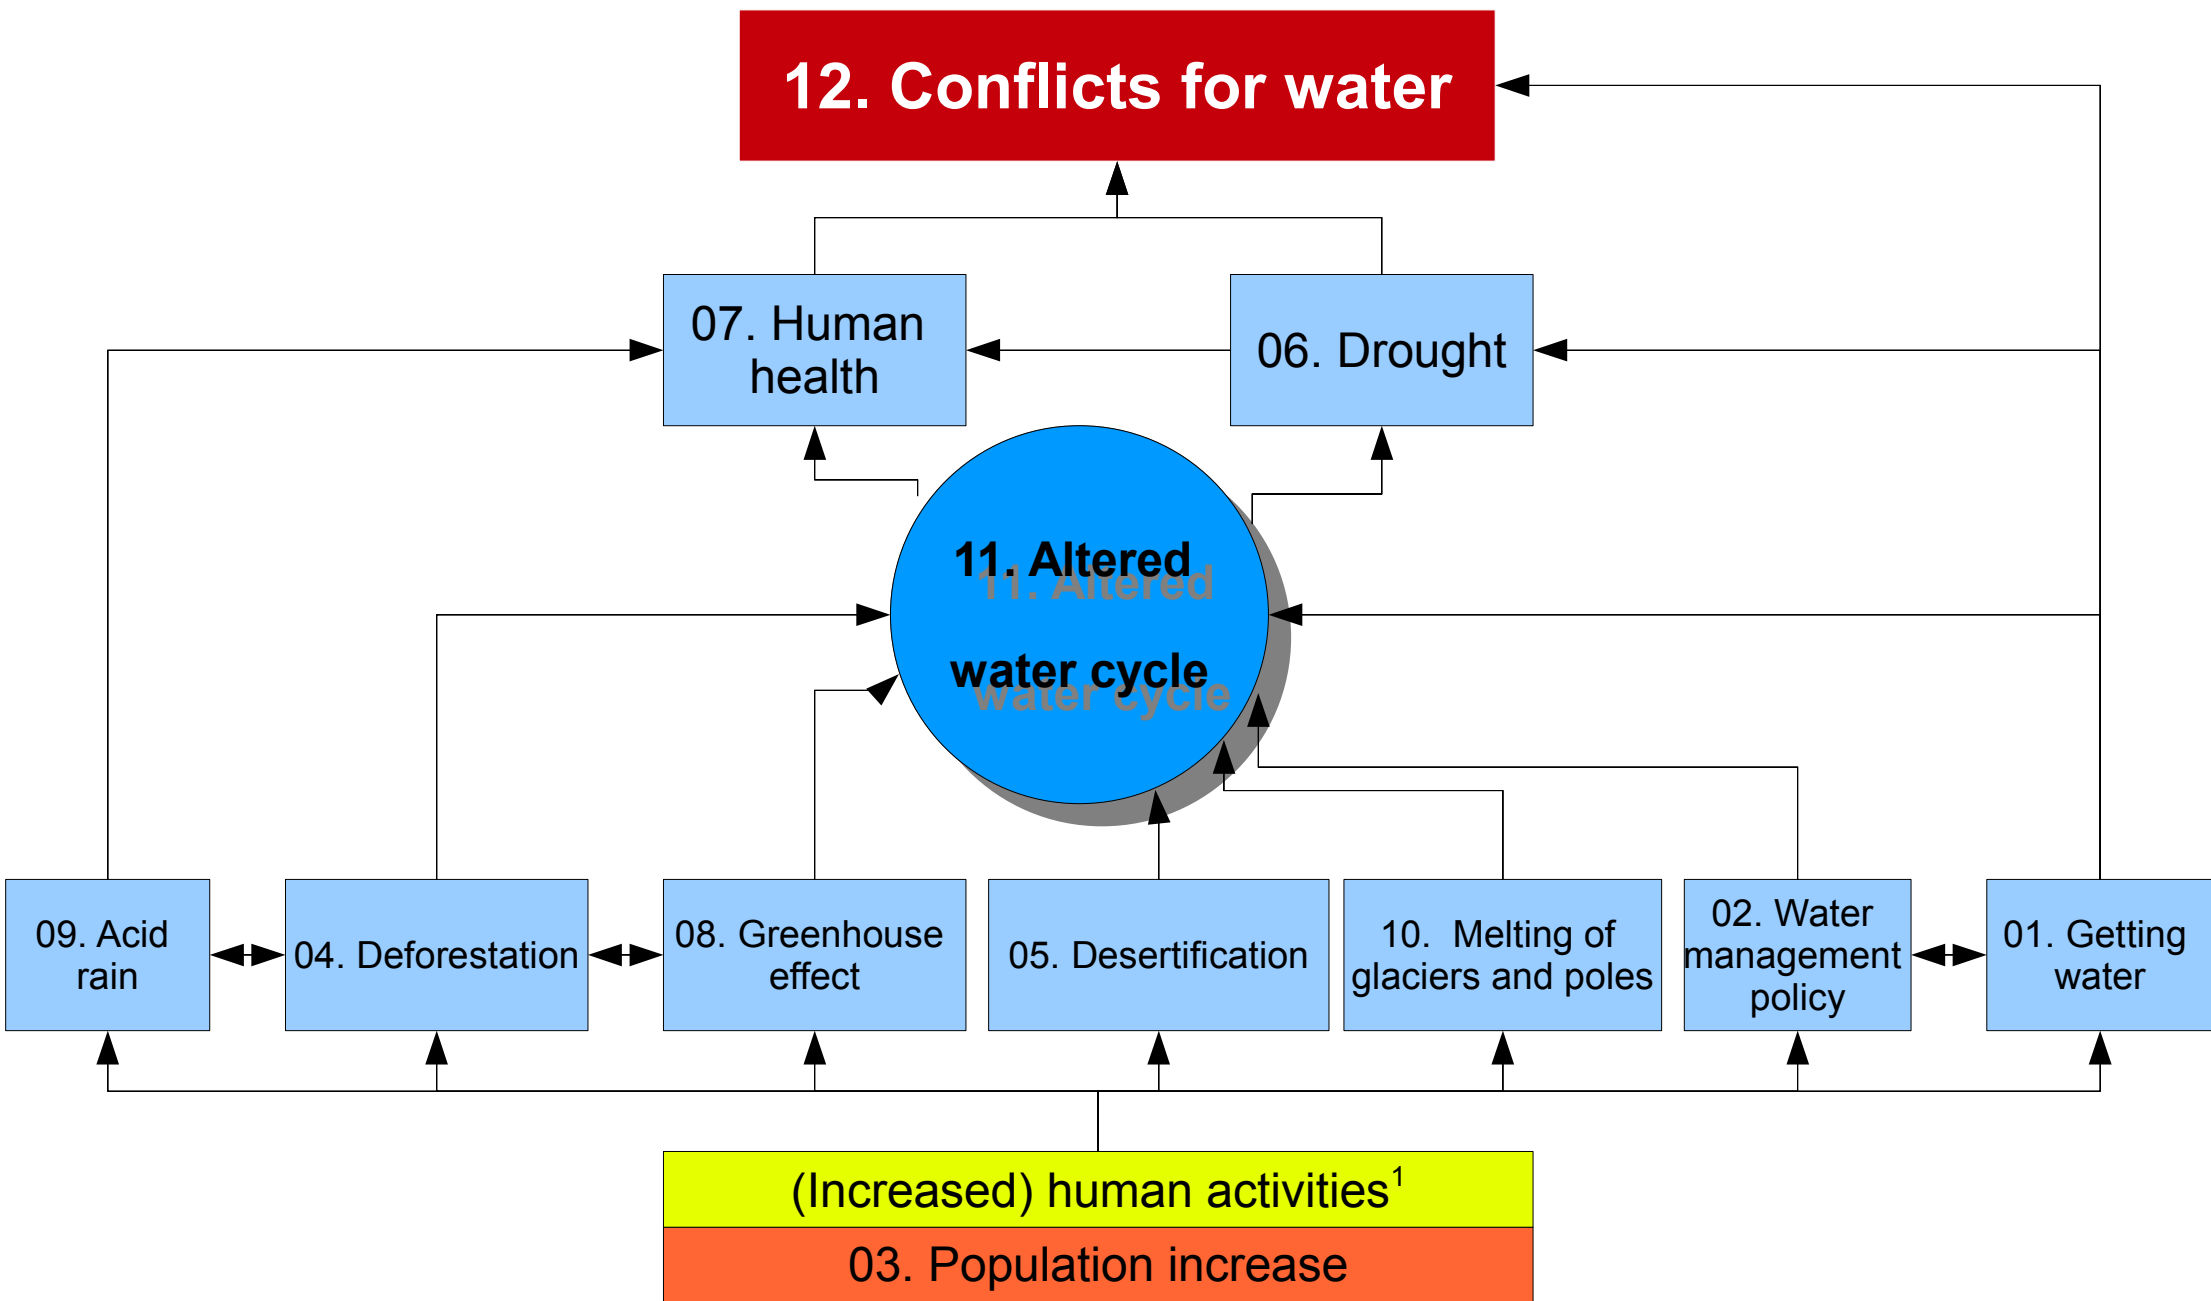 12. Conflicts for water
07. Human
health
06. Drought
11. Altered
water cycle
09. Acid
rain
04. Deforestation
08. Greenhouse
effect
05. Desertification
10.  Melting of
glaciers and poles
02. Water
management
policy
01. Getting
water
(Increased) human activities¹
03. Population increase